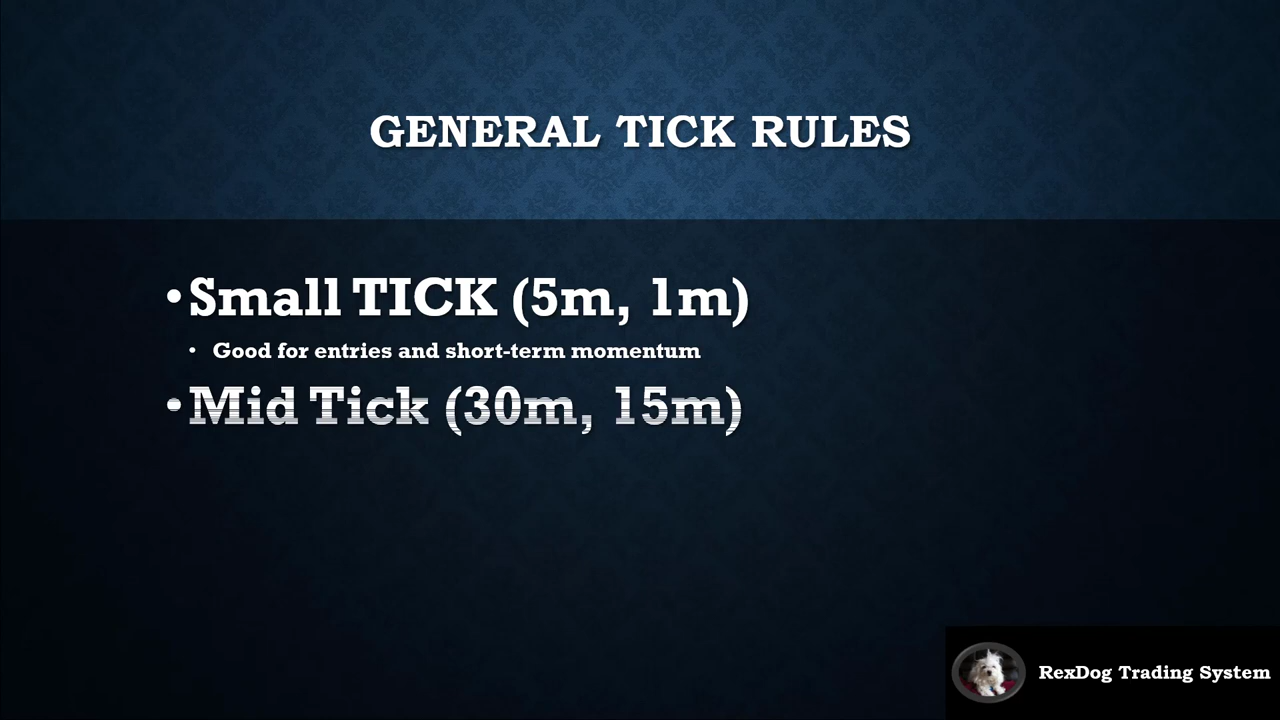 GENERAL TICK RULES
•Small TICK (5m, 1m)
• Good for entries and short-term momentum
•Mid Tick (30m, 15m)
RexDog Trading System